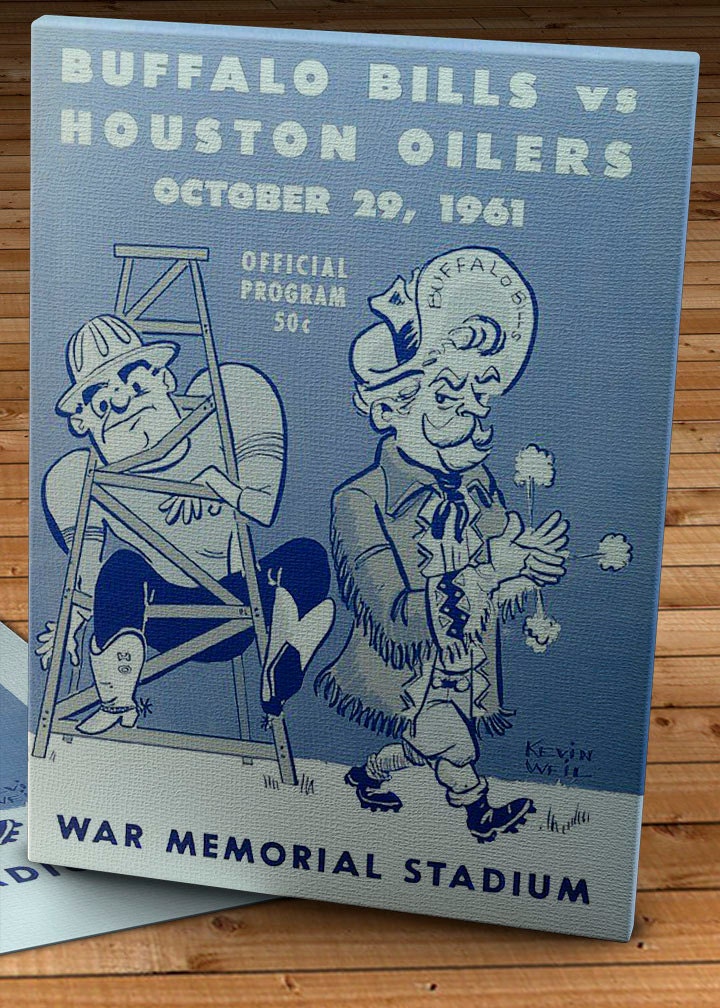 BUFFALO BILLS vs
HOUSTON OILERS
OCTOBER 29, 1961
OFFICIAL
PROGRAM
50¢
BUFFALO BILLS
KEVIN
WEIL
WAR MEMORIAL STADIUM